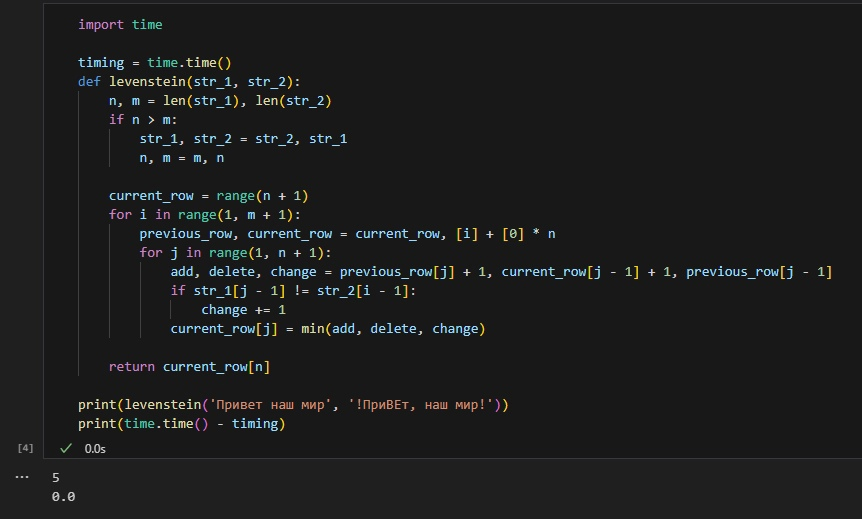 import time
timing = time.time()
def levenstein(str_1, str_2):
n, m = len(str_1), len(str_2)
if n > m:
str_1, str_2 = str_2, str_1
n, m = m, n
current_row = range(n + 1)
for i in range(1, m + 1):
previous_row, current_row = current_row, [i] + [0] * n
for j in range(1, n + 1):
add, delete, change = previous_row[j] + 1, current_row[j - 1] + 1, previous_row[j - 1]
if str_1[j - 1] != str_2[i - 1]:
change += 1
current_row[j] = min(add, delete, change)
return current_row[n]
print(levenstein('Привет наш мир', '!ПриВЕт, наш мир!'))
print(time.time() - timing)
[4] ✓ 0.0s
... 5
0.0